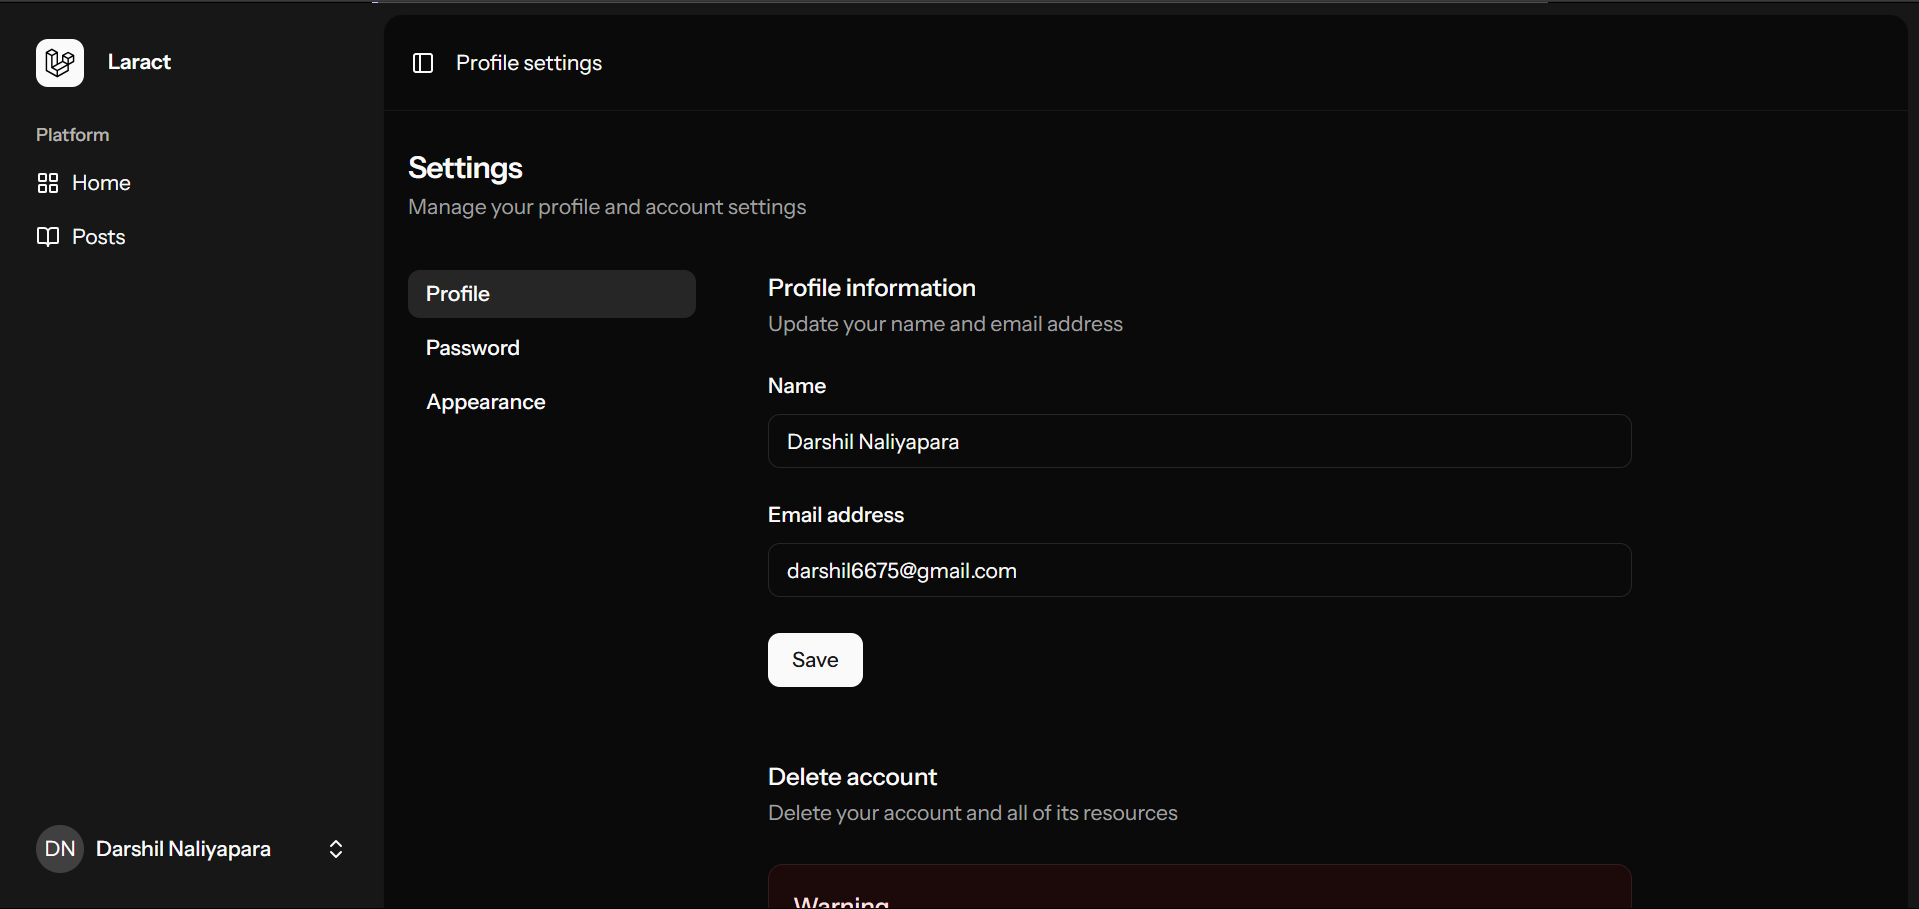 Laract
Platform
Home
Posts
Darshil Naliyapara
DN
Profile settings
Settings
Manage your profile and account settings
Profile
Password
Appearance
Profile information
Update your name and email address
Name
Darshil Naliyapara
Email address
darshil6675@gmail.com
Save
Delete account
Delete your account and all of its resources
Warning